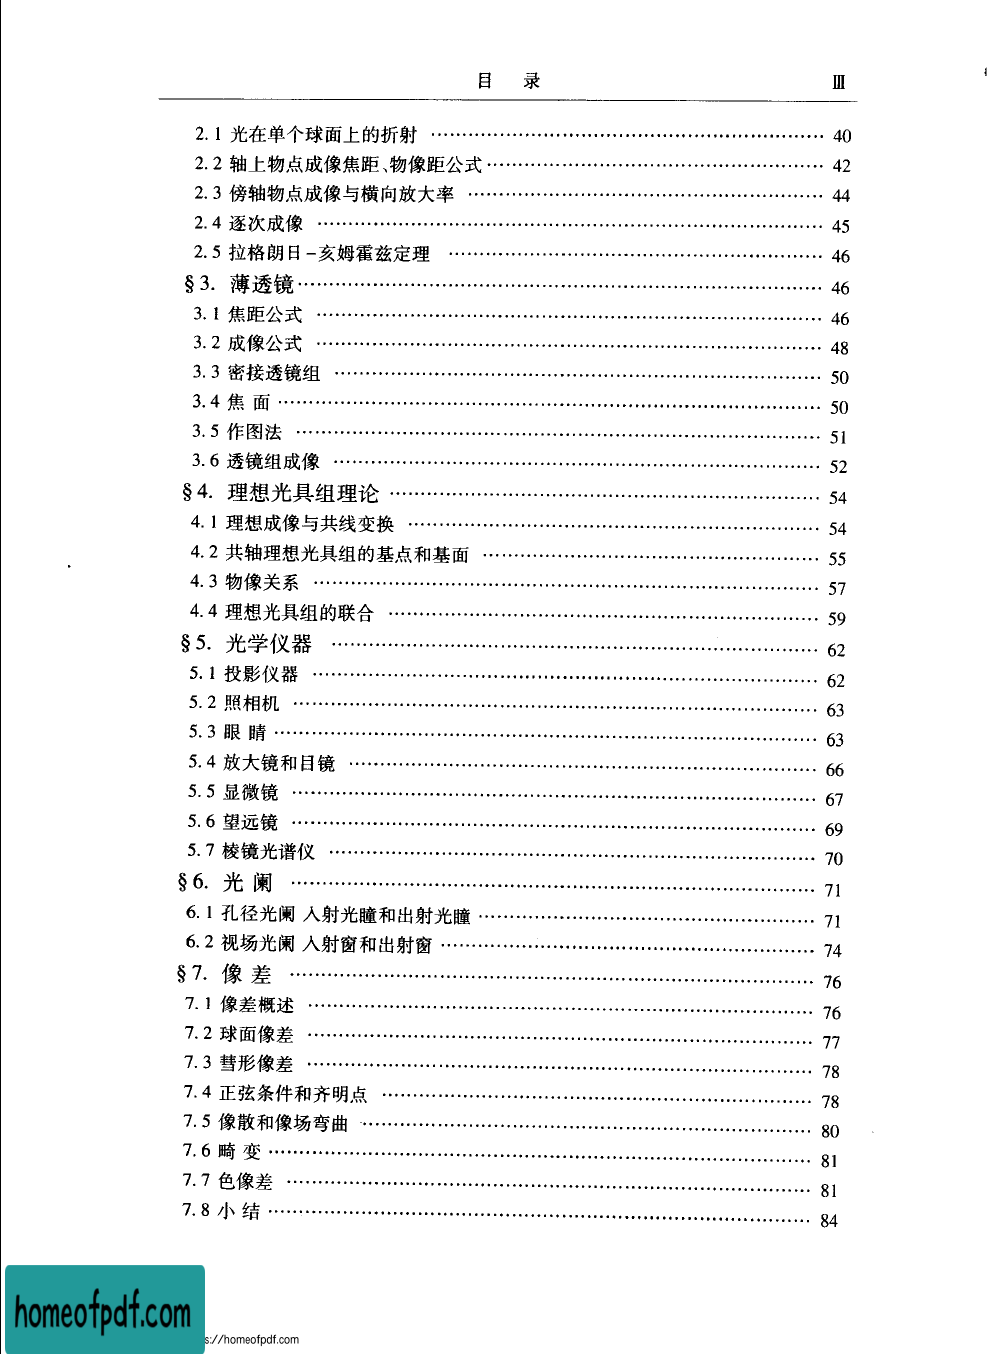 目 录 Ⅲ
2.1 光在单个球面上的折射 …… 40
2.2 轴上物点成像焦距、物像距公式 …… 42
2.3 傍轴物点成像与横向放大率 …… 44
2.4 逐次成像 …… 45
2.5 拉格朗日-亥姆霍兹定理 …… 46
§3. 薄透镜 …… 46
3.1 焦距公式 …… 46
3.2 成像公式 …… 48
3.3 密接透镜组 …… 50
3.4 焦 面 …… 50
3.5 作图法 …… 51
3.6 透镜组成像 …… 52
§4. 理想光具组理论 …… 54
4.1 理想成像与共线变换 …… 54
4.2 共轴理想光具组的基点和基面 …… 55
4.3 物像关系 …… 57
4.4 理想光具组的联合 …… 59
§5. 光学仪器 …… 62
5.1 投影仪器 …… 62
5.2 照相机 …… 63
5.3 眼 睛 …… 63
5.4 放大镜和目镜 …… 66
5.5 显微镜 …… 67
5.6 望远镜 …… 69
5.7 棱镜光谱仪 …… 70
§6. 光 阑 …… 71
6.1 孔径光阑 入射光瞳和出射光瞳 …… 71
6.2 视场光阑 入射窗和出射窗 …… 74
§7. 像 差 …… 76
7.1 像差概述 …… 76
7.2 球面像差 …… 77
7.3 彗形像差 …… 78
7.4 正弦条件和齐明点 …… 78
7.5 像散和像场弯曲 …… 80
7.6 畸 变 …… 81
7.7 色像差 …… 81
7.8 小 结 …… 84
homeofpdf.com
s://homeofpdf.com